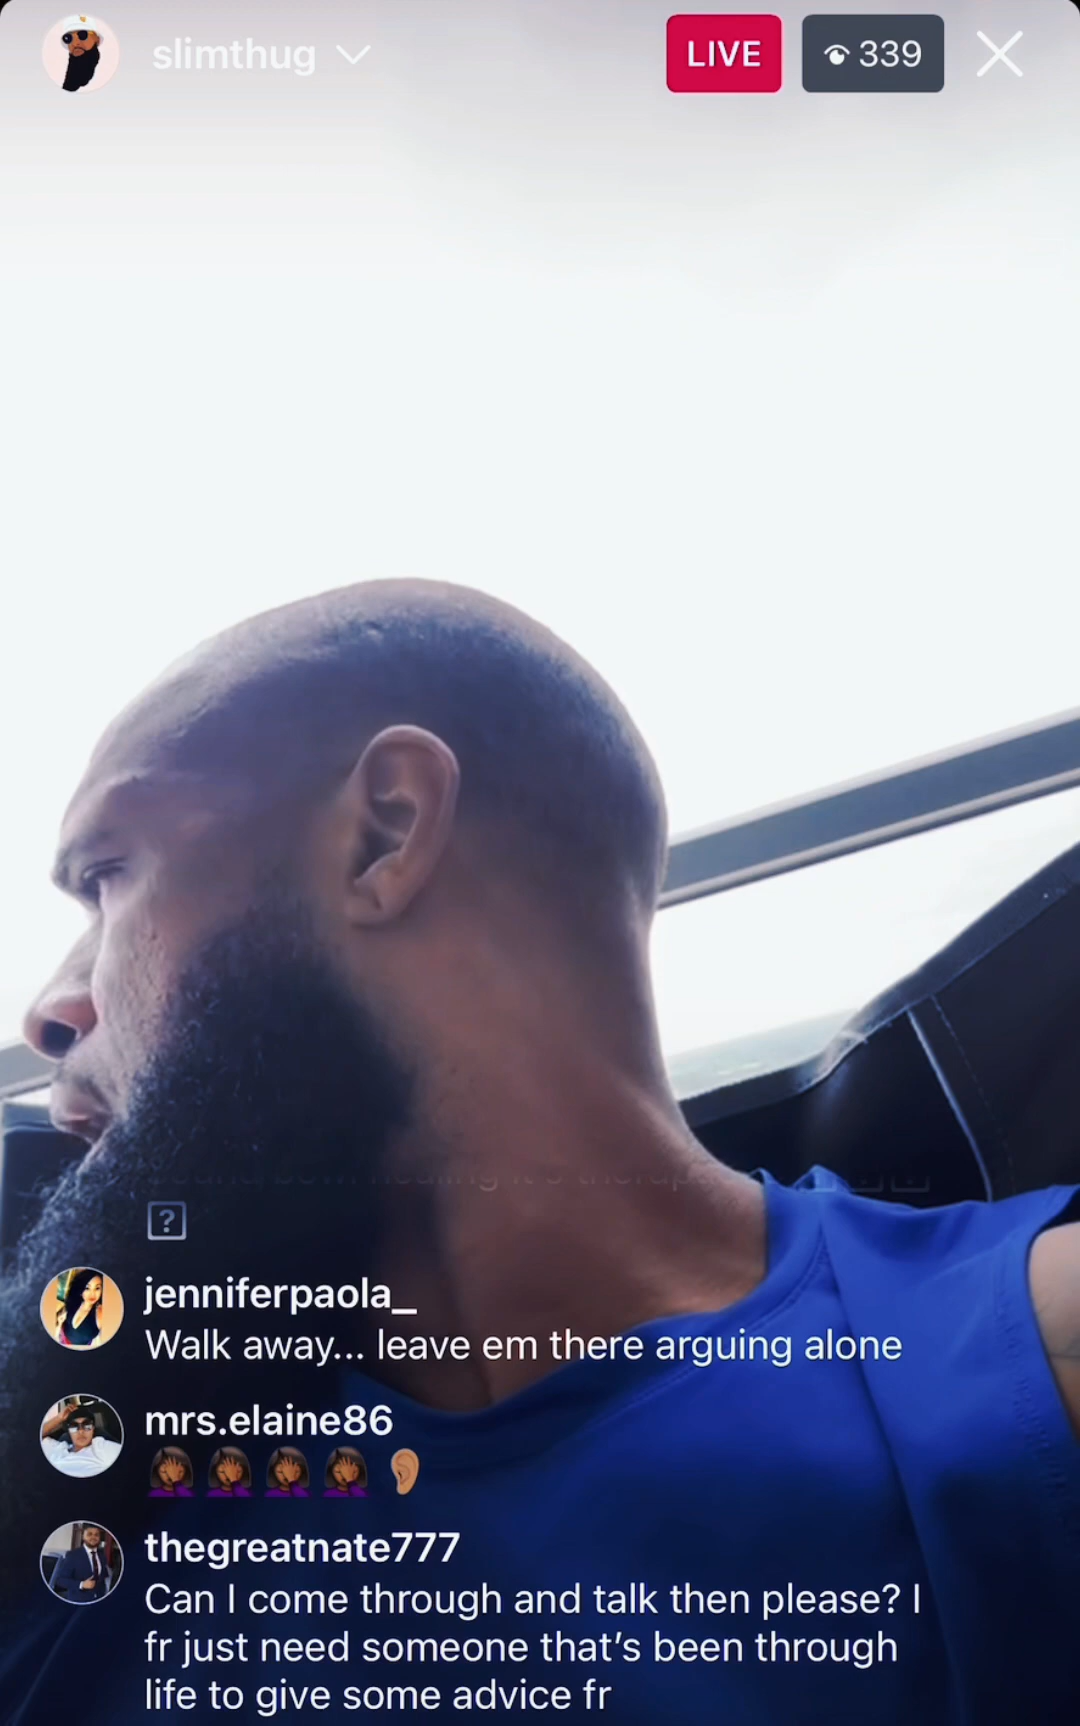 slimthug
LIVE
339
jenniferpaola_
Walk away... leave em there arguing alone
mrs.elaine86
🤦🏾‍♀️🤦🏾‍♀️🤦🏾‍♀️🤦🏾‍♀️👂🏼
thegreatnate777
Can I come through and talk then please? I
fr just need someone that’s been through
life to give some advice fr